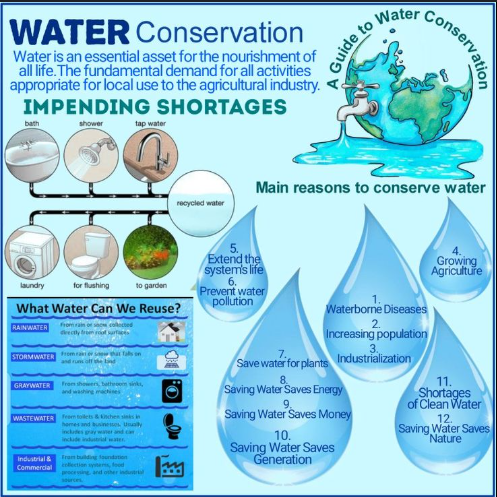 WATER Conservation
Water is an essential asset for the nourishment of
all life.The fundamental demand for all activities
appropriate for local use to the agricultural industry.
A Guide to Water Conservation
IMPENDING SHORTAGES
bath shower tap water
recycled water
laundry for flushing to garden
Main reasons to conserve water
5.
Extend the
system's life
6.
Prevent water
pollution
1.
Waterborne Diseases
2.
Increasing population
3.
Industrialization
4.
Growing
Agriculture
7.
Save water for plants
8.
Saving Water Saves Energy
9.
Saving Water Saves Money
10.
Saving Water Saves
Generation
11.
Shortages
of Clean Water
12.
Saving Water Saves
Nature
What Water Can We Reuse?
RAINWATER
From rain or snow collected
directly from roof surfaces.
STORMWATER
From rain or snow that falls on
and runs off the land
GRAYWATER
From showers, bathroom sinks,
and washing machines
WASTEWATER
From toilets & kitchen sinks in
homes and businesses. Usually
includes gray water and can
include industrial water.
Industrial &
Commercial
From building foundation
collection systems, food
processing, and other industrial
sources.